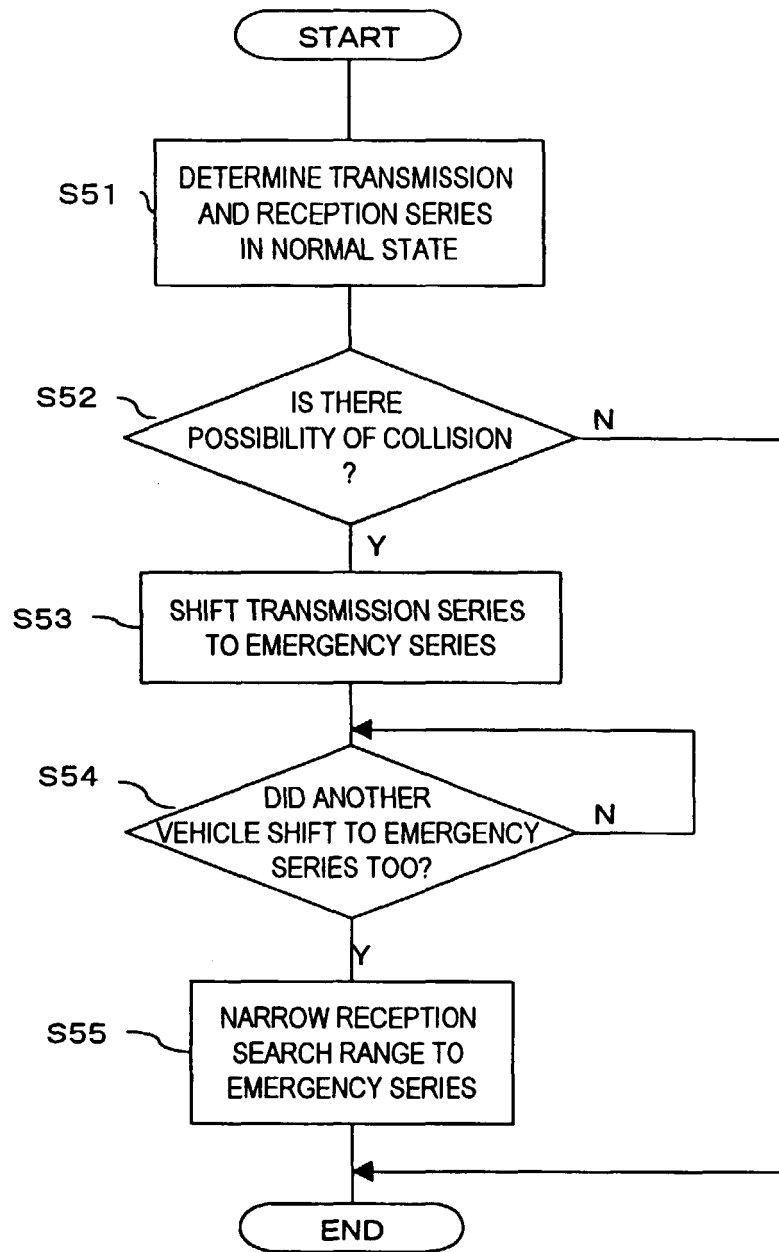 START
S51
DETERMINE TRANSMISSION
AND RECEPTION SERIES
IN NORMAL STATE
S52
IS THERE
POSSIBILITY OF COLLISION
?
N
Y
S53
SHIFT TRANSMISSION SERIES
TO EMERGENCY SERIES
S54
DID ANOTHER
VEHICLE SHIFT TO EMERGENCY
SERIES TOO?
N
Y
S55
NARROW RECEPTION
SEARCH RANGE TO
EMERGENCY SERIES
END